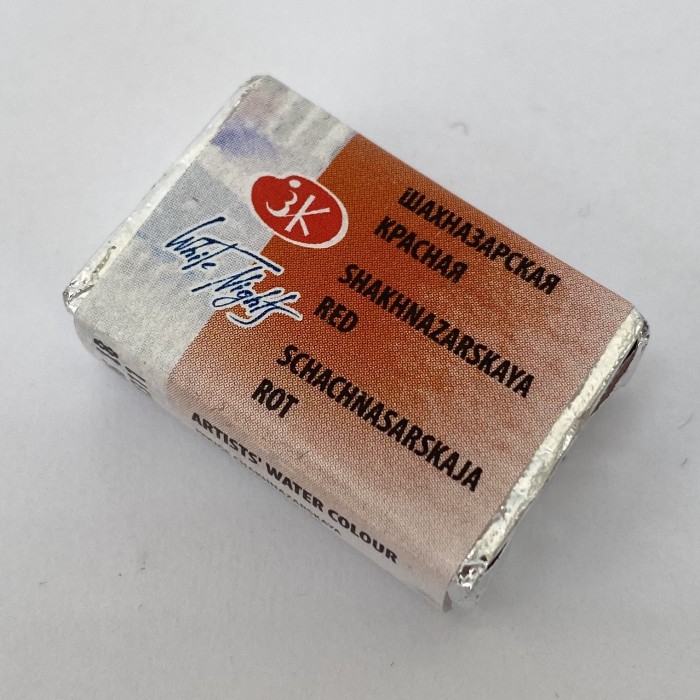 ЗК
White Nights
ШАХНАЗАРСКАЯ
КРАСНАЯ
SHAKHNAZARSKAYA
RED
SCHACHNASARSKAJA
ROT
ARTISTS' WATER COLOUR